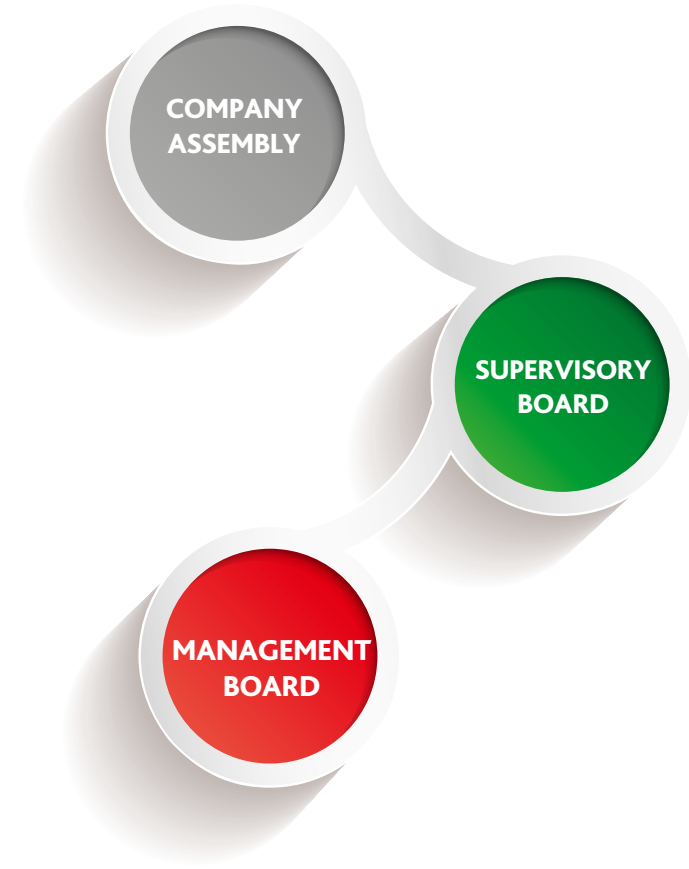 COMPANY
ASSEMBLY
SUPERVISORY
BOARD
MANAGEMENT
BOARD